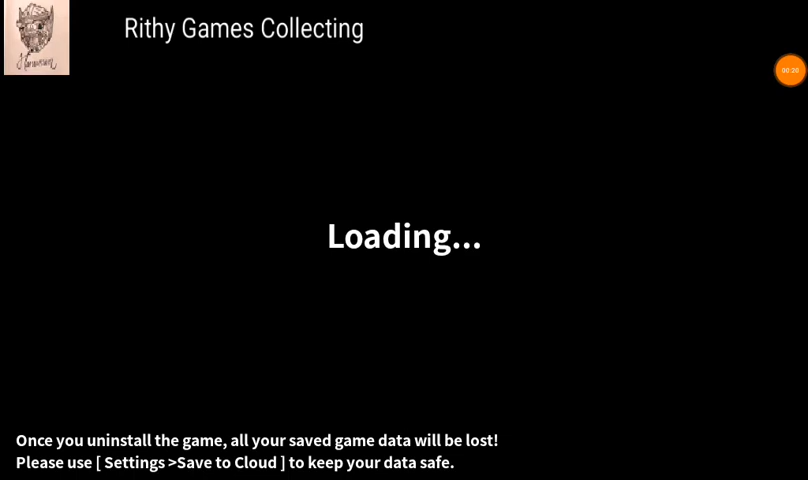 Rithy Games Collecting
00:20
Loading...
Once you uninstall the game, all your saved game data will be lost!
Please use [ Settings >Save to Cloud ] to keep your data safe.